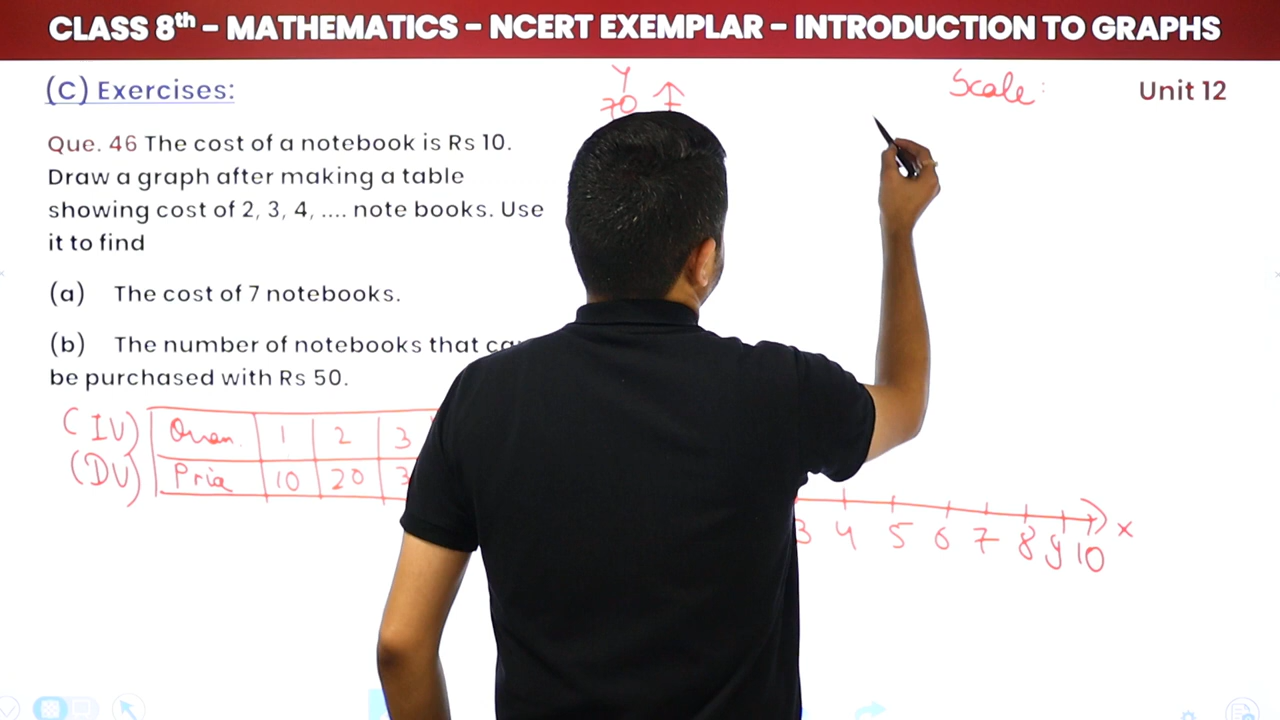 CLASS 8th – MATHEMATICS – NCERT EXEMPLAR – INTRODUCTION TO GRAPHS
(C) Exercises:
Unit 12
Que. 46 The cost of a notebook is Rs 10.
Draw a graph after making a table
showing cost of 2, 3, 4, .... note books. Use
it to find
(a) The cost of 7 notebooks.
(b) The number of notebooks that
be purchased with Rs 50.
Y
70
Scale:
(IV) Quan. 1 2 3
(DV) 10 20
3 4 5 6 7 8 9 10 X